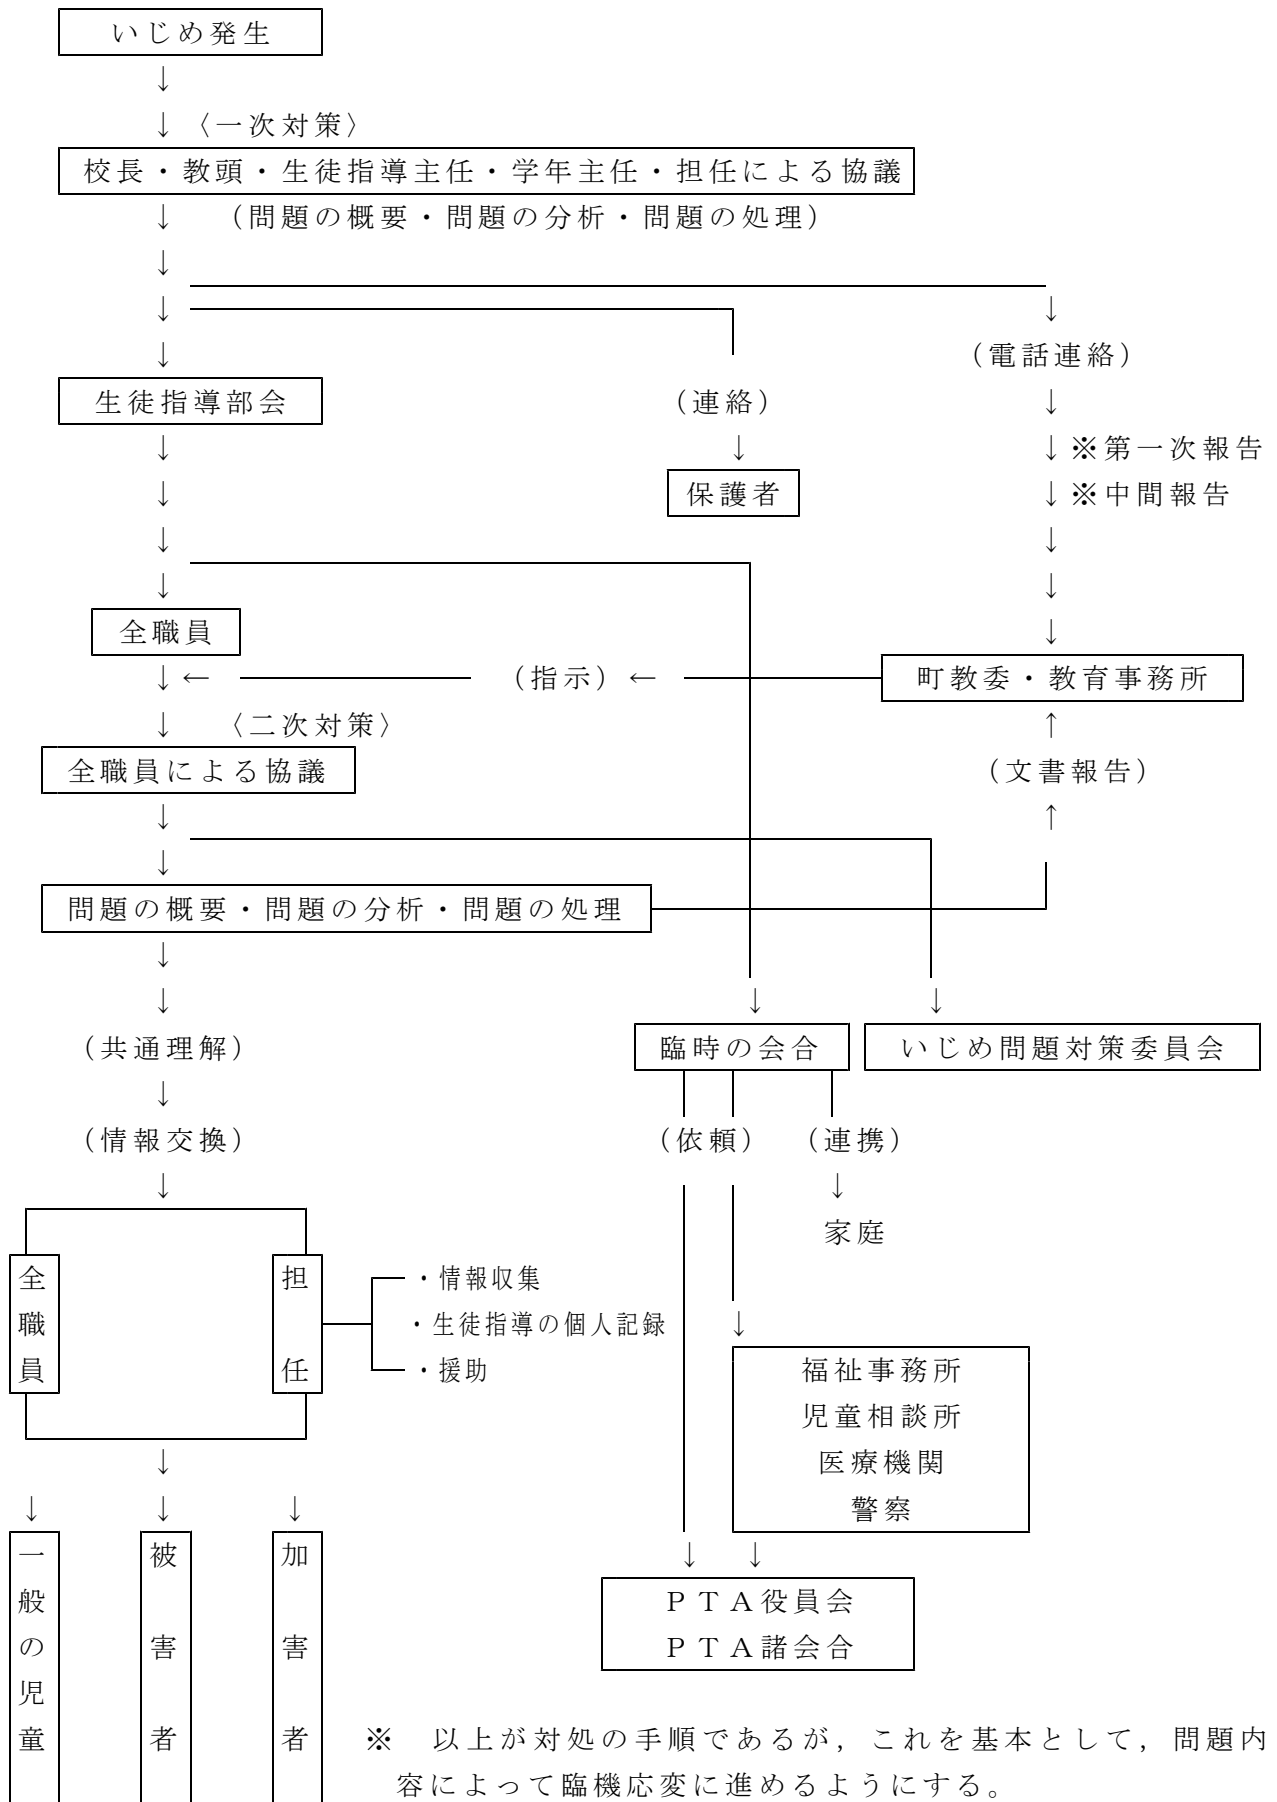 いじめ発生
↓
↓〈一次対策〉
校長・教頭・生徒指導主任・学年主任・担任による協議
↓ （問題の概要・問題の分析・問題の処理）
↓
↓ ↓
↓ （電話連絡）
生徒指導部会 （連絡） ↓
↓ ↓ ↓※第一次報告
↓ 保護者 ↓※中間報告
↓ ↓
↓ ↓
全職員 ↓
↓← （指示）← 町教委・教育事務所
↓ 〈二次対策〉 ↑
全職員による協議 （文書報告）
↓ ↑
↓
問題の概要・問題の分析・問題の処理
↓
↓ ↓ ↓
（共通理解） 臨時の会合 いじめ問題対策委員会
↓
（情報交換） （依頼） （連携）
↓ ↓
家庭
全職員
担任
・情報収集
・生徒指導の個人記録
・援助
↓
福祉事務所
児童相談所
医療機関
警察
↓
↓ ↓ ↓
↓ ↓
一般の児童
被害者
加害者
ＰＴＡ役員会
ＰＴＡ諸会合
※ 以上が対処の手順であるが，これを基本として，問題内
容によって臨機応変に進めるようにする。